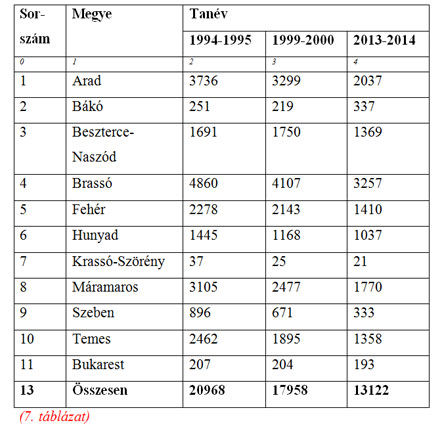 Sor-szám Megye Tanév
1994-1995 1999-2000 2013-2014
0 1 2 3 4
1 Arad 3736 3299 2037
2 Bákó 251 219 337
3 Beszterce-Naszód 1691 1750 1369
4 Brassó 4860 4107 3257
5 Fehér 2278 2143 1410
6 Hunyad 1445 1168 1037
7 Krassó-Szörény 37 25 21
8 Máramaros 3105 2477 1770
9 Szeben 896 671 333
10 Temes 2462 1895 1358
11 Bukarest 207 204 193
13 Összesen 20968 17958 13122
(7. táblázat)